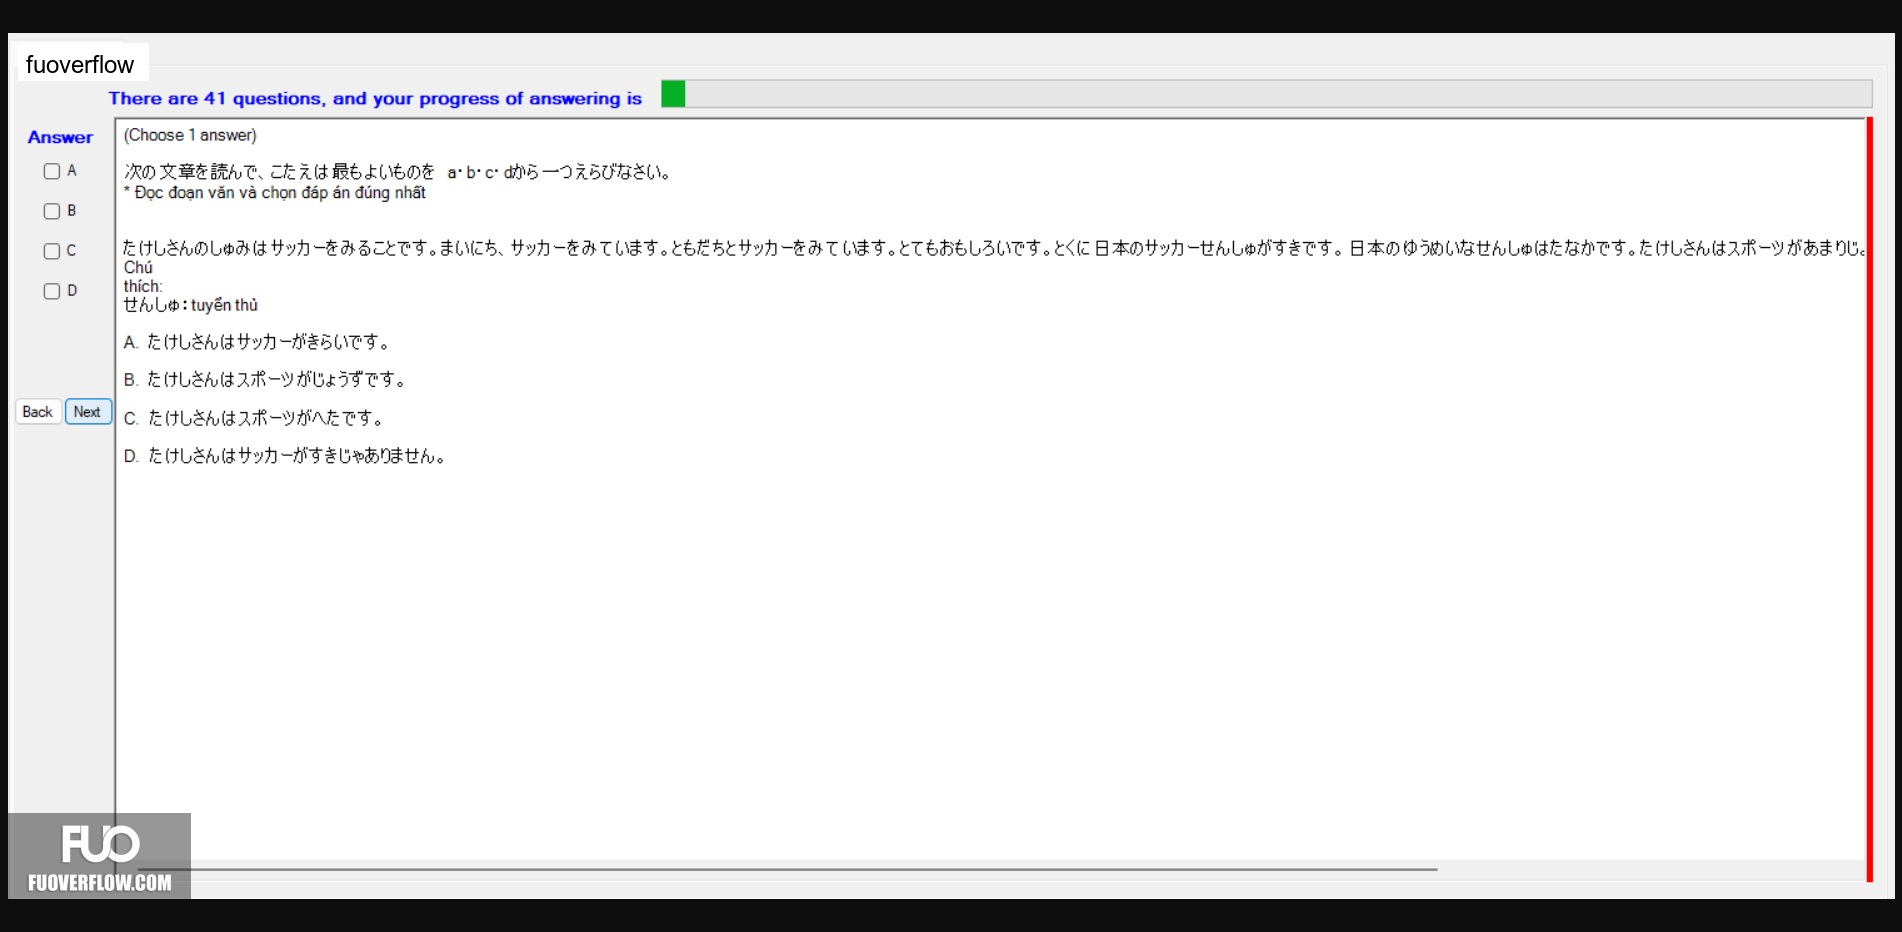 fuoverflow
There are 41 questions, and your progress of answering is
Answer
A
B
C
D
Back
Next
(Choose 1 answer)
次の文章を読んで、こたえは最もよいものを a・b・c・dから一つえらびなさい。
* Đọc đoạn văn và chọn đáp án đúng nhất
たけしさんのしゅみはサッカーをみることです。まいにち、サッカーをみています。ともだちとサッカーをみています。とてもおもしろいです。とくに日本のサッカーせんしゅがすきです。日本のゆうめいなせんしゅはたなかです。たけしさんはスポーツがあまりじ
Chú
thích:
せんしゅ:tuyển thủ
A. たけしさんはサッカーがきらいです。
B. たけしさんはスポーツがじょうずです。
C. たけしさんはスポーツがへたです。
D. たけしさんはサッカーがすきじゃありません。
FUO
FUOVERFLOW.COM